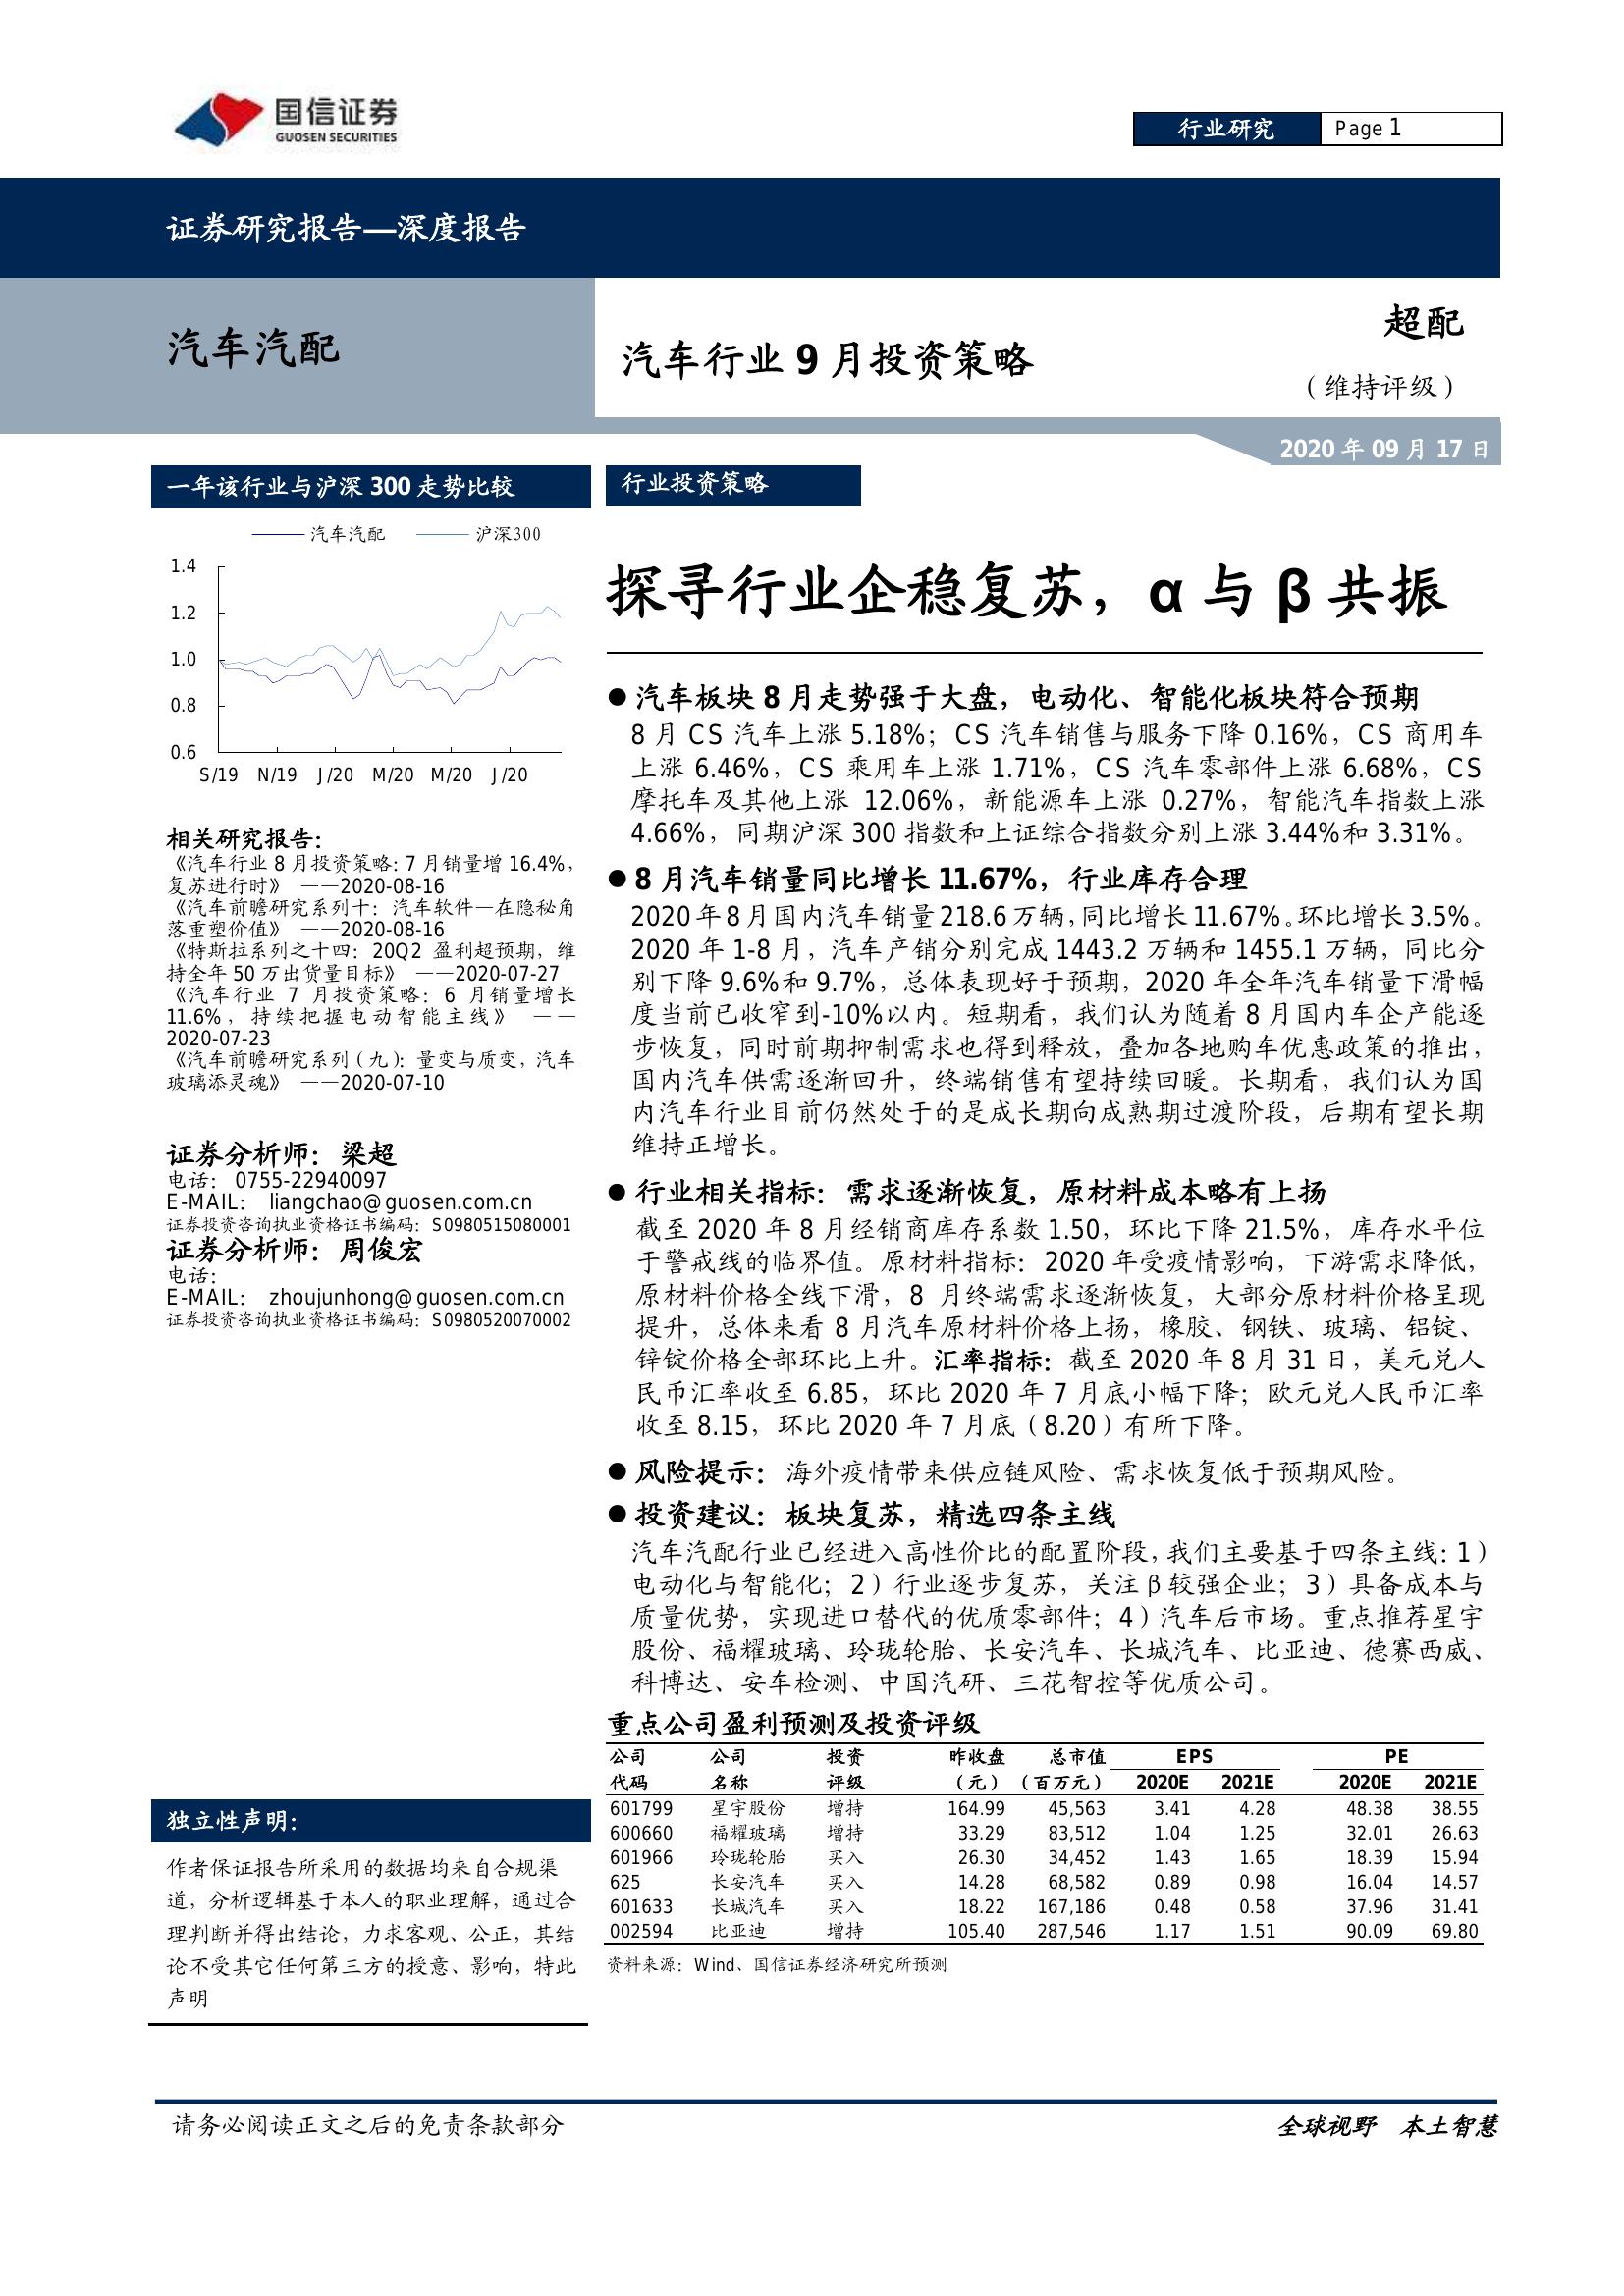 国信证券
GUOSEN SECURITIES
行业研究
Page 1
证券研究报告—深度报告
汽车汽配
汽车行业 9 月投资策略
超配
（维持评级）
2020 年 09 月 17 日
一年该行业与沪深 300 走势比较
汽车汽配 沪深300
1.4
1.2
1.0
0.8
0.6
S/19 N/19 J/20 M/20 M/20 J/20
相关研究报告：
《汽车行业 8 月投资策略：7 月销量增 16.4%，
复苏进行时》 ——2020-08-16
《汽车前瞻研究系列十：汽车软件—在隐秘角
落重塑价值》 ——2020-08-16
《特斯拉系列之十四：20Q2 盈利超预期，维
持全年 50 万出货量目标》 ——2020-07-27
《汽车行业 7 月投资策略：6 月销量增长
11.6%，持续把握电动智能主线》 ——
2020-07-23
《汽车前瞻研究系列（九）：量变与质变，汽车
玻璃添灵魂》 ——2020-07-10
证券分析师：梁超
电话： 0755-22940097
E-MAIL： liangchao@guosen.com.cn
证券投资咨询执业资格证书编码：S0980515080001
证券分析师：周俊宏
电话：
E-MAIL： zhoujunhong@guosen.com.cn
证券投资咨询执业资格证书编码：S0980520070002
独立性声明：
作者保证报告所采用的数据均来自合规渠
道，分析逻辑基于本人的职业理解，通过合
理判断并得出结论，力求客观、公正，其结
论不受其它任何第三方的授意、影响，特此
声明
行业投资策略
探寻行业企稳复苏，α 与 β 共振
● 汽车板块 8 月走势强于大盘，电动化、智能化板块符合预期
8 月 CS 汽车上涨 5.18%；CS 汽车销售与服务下降 0.16%，CS 商用车
上涨 6.46%，CS 乘用车上涨 1.71%，CS 汽车零部件上涨 6.68%，CS
摩托车及其他上涨 12.06%，新能源车上涨 0.27%，智能汽车指数上涨
4.66%，同期沪深 300 指数和上证综合指数分别上涨 3.44%和 3.31%。
● 8 月汽车销量同比增长 11.67%，行业库存合理
2020 年 8 月国内汽车销量 218.6 万辆，同比增长 11.67%。环比增长 3.5%。
2020 年 1-8 月，汽车产销分别完成 1443.2 万辆和 1455.1 万辆，同比分
别下降 9.6%和 9.7%，总体表现好于预期，2020 年全年汽车销量下滑幅
度当前已收窄到-10%以内。短期看，我们认为随着 8 月国内车企产能逐
步恢复，同时前期抑制需求也得到释放，叠加各地购车优惠政策的推出，
国内汽车供需逐渐回升，终端销售有望持续回暖。长期看，我们认为国
内汽车行业目前仍然处于的是成长期向成熟期过渡阶段，后期有望长期
维持正增长。
● 行业相关指标：需求逐渐恢复，原材料成本略有上扬
截至 2020 年 8 月经销商库存系数 1.50，环比下降 21.5%，库存水平位
于警戒线的临界值。原材料指标：2020 年受疫情影响，下游需求降低，
原材料价格全线下滑，8 月终端需求逐渐恢复，大部分原材料价格呈现
提升，总体来看 8 月汽车原材料价格上扬，橡胶、钢铁、玻璃、铝锭、
锌锭价格全部环比上升。汇率指标：截至 2020 年 8 月 31 日，美元兑人
民币汇率收至 6.85，环比 2020 年 7 月底小幅下降；欧元兑人民币汇率
收至 8.15，环比 2020 年 7 月底（8.20）有所下降。
● 风险提示：海外疫情带来供应链风险、需求恢复低于预期风险。
● 投资建议：板块复苏，精选四条主线
汽车汽配行业已经进入高性价比的配置阶段，我们主要基于四条主线：1）
电动化与智能化；2）行业逐步复苏，关注 β 较强企业；3）具备成本与
质量优势，实现进口替代的优质零部件；4）汽车后市场。重点推荐星宇
股份、福耀玻璃、玲珑轮胎、长安汽车、长城汽车、比亚迪、德赛西威、
科博达、安车检测、中国汽研、三花智控等优质公司。
重点公司盈利预测及投资评级
公司 公司 投资 昨收盘 总市值 EPS PE
代码 名称 评级 （元） （百万元） 2020E 2021E 2020E 2021E
601799 星宇股份 增持 164.99 45,563 3.41 4.28 48.38 38.55
600660 福耀玻璃 增持 33.29 83,512 1.04 1.25 32.01 26.63
601966 玲珑轮胎 买入 26.30 34,452 1.43 1.65 18.39 15.94
625 长安汽车 买入 14.28 68,582 0.89 0.98 16.04 14.57
601633 长城汽车 买入 18.22 167,186 0.48 0.58 37.96 31.41
002594 比亚迪 增持 105.40 287,546 1.17 1.51 90.09 69.80
资料来源：Wind、国信证券经济研究所预测
请务必阅读正文之后的免责条款部分
全球视野 本土智慧